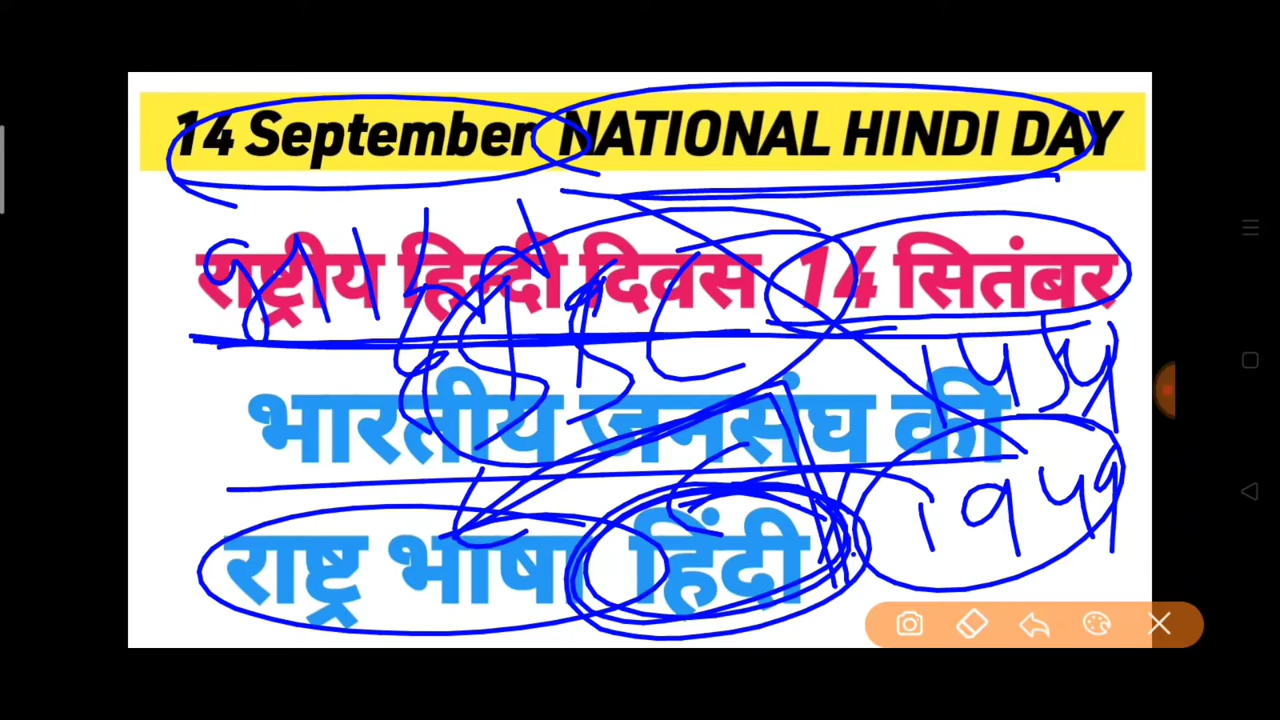 14 September NATIONAL HINDI DAY
राष्ट्रीय हिन्दी दिवस 14 सितंबर
भारतीय जनसंघ की
1949
राष्ट्र भाषा हिंदी